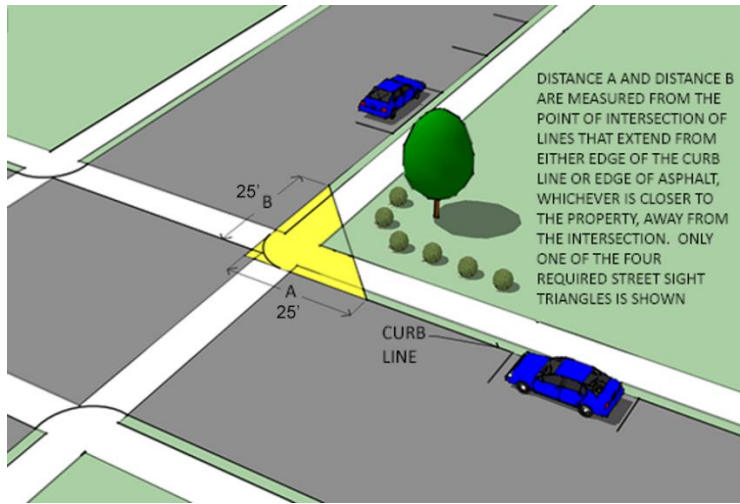 DISTANCE A AND DISTANCE B
ARE MEASURED FROM THE
POINT OF INTERSECTION OF
LINES THAT EXTEND FROM
EITHER EDGE OF THE CURB
LINE OR EDGE OF ASPHALT,
WHICHEVER IS CLOSER TO
THE PROPERTY, AWAY FROM
THE INTERSECTION. ONLY
ONE OF THE FOUR
REQUIRED STREET SIGHT
TRIANGLES IS SHOWN
25'
B
A
25'
CURB
LINE